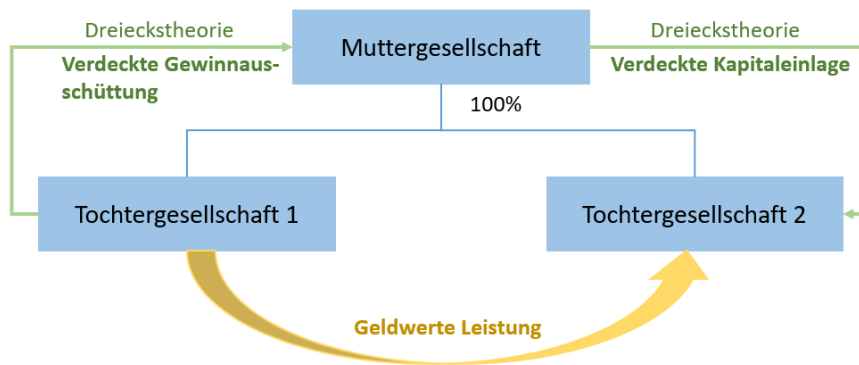 Dreieckstheorie
Verdeckte Gewinnaus-
schüttung
Muttergesellschaft
Dreieckstheorie
Verdeckte Kapitaleinlage
100%
Tochtergesellschaft 1
Tochtergesellschaft 2
Geldwerte Leistung